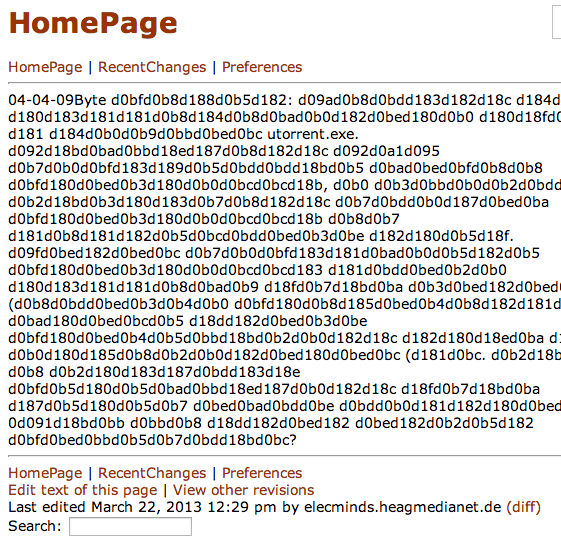 HomePage
HomePage | RecentChanges | Preferences
04-04-09Byte d0bfd0b8d188d0b5d182: d09ad0b8d0bdd183d182d18c d184d
d180d183d181d181d0b8d184d0b8d0bad0b0d182d0bed180d0b0 d180d18fd0
d181 d184d0b0d0b9d0bbd0bed0bc utorrent.exe.
d092d18bd0bad0bbd18ed187d0b8d182d18c d092d0a1d095
d0b7d0b0d0bfd183d189d0b5d0bdd0bdd18bd0b5 d0bad0bed0bfd0b8d0b8
d0bfd180d0bed0b3d180d0b0d0bcd0bcd18b, d0b0 d0b3d0bbd0b0d0b2d0bdd
d0b2d18bd0b3d180d183d0b7d0b8d182d18c d0b7d0bdd0b0d187d0bed0ba
d0bfd180d0bed0b3d180d0b0d0bcd0bcd18b d0b8d0b7
d181d0b8d181d182d0b5d0bcd0bdd0bed0b3d0be d182d180d0b5d18f.
d09fd0bed182d0bed0bc d0b7d0b0d0bfd183d181d0bad0b0d0b5d182d0b5
d0bfd180d0bed0b3d180d0b0d0bcd0bcd183 d181d0bdd0bed0b2d0b0
d180d183d181d181d0b8d0bad0b9 d18fd0b7d18bd0ba d0b3d0bed182d0bed
(d0b8d0bdd0bed0b3d0b4d0b0 d0bfd180d0b8d185d0bed0b4d0b8d182d181d
d0bad180d0bed0bcd0b5 d18dd182d0bed0b3d0be
d0bfd180d0bed0b4d0b5d0bbd18bd0b2d0b0d182d18c d182d180d18ed0ba d1
d0b0d180d185d0b8d0b2d0b0d182d0bed180d0bed0bc (d181d0bc. d0b2d18b
d0b8 d0b2d180d183d187d0bdd183d18e
d0bfd0b5d180d0b5d0bad0bbd18ed187d0b0d182d18c d18fd0b7d18bd0ba
d187d0b5d180d0b5d0b7 d0bed0bad0bdd0be d0bdd0b0d181d182d180d0bed
0d091d18bd0bb d0bbd0b8 d18dd182d0bed182 d0bed182d0b2d0b5d182
d0bfd0bed0bbd0b5d0b7d0bdd18bd0bc?
HomePage | RecentChanges | Preferences
Edit text of this page | View other revisions
Last edited March 22, 2013 12:29 pm by elecminds.heagmedianet.de (diff)
Search: